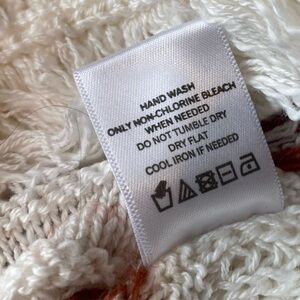 HAND WASH
ONLY NON-CHLORINE BLEACH
WHEN NEEDED
DO NOT TUMBLE DRY
DRY FLAT
COOL IRON IF NEEDED